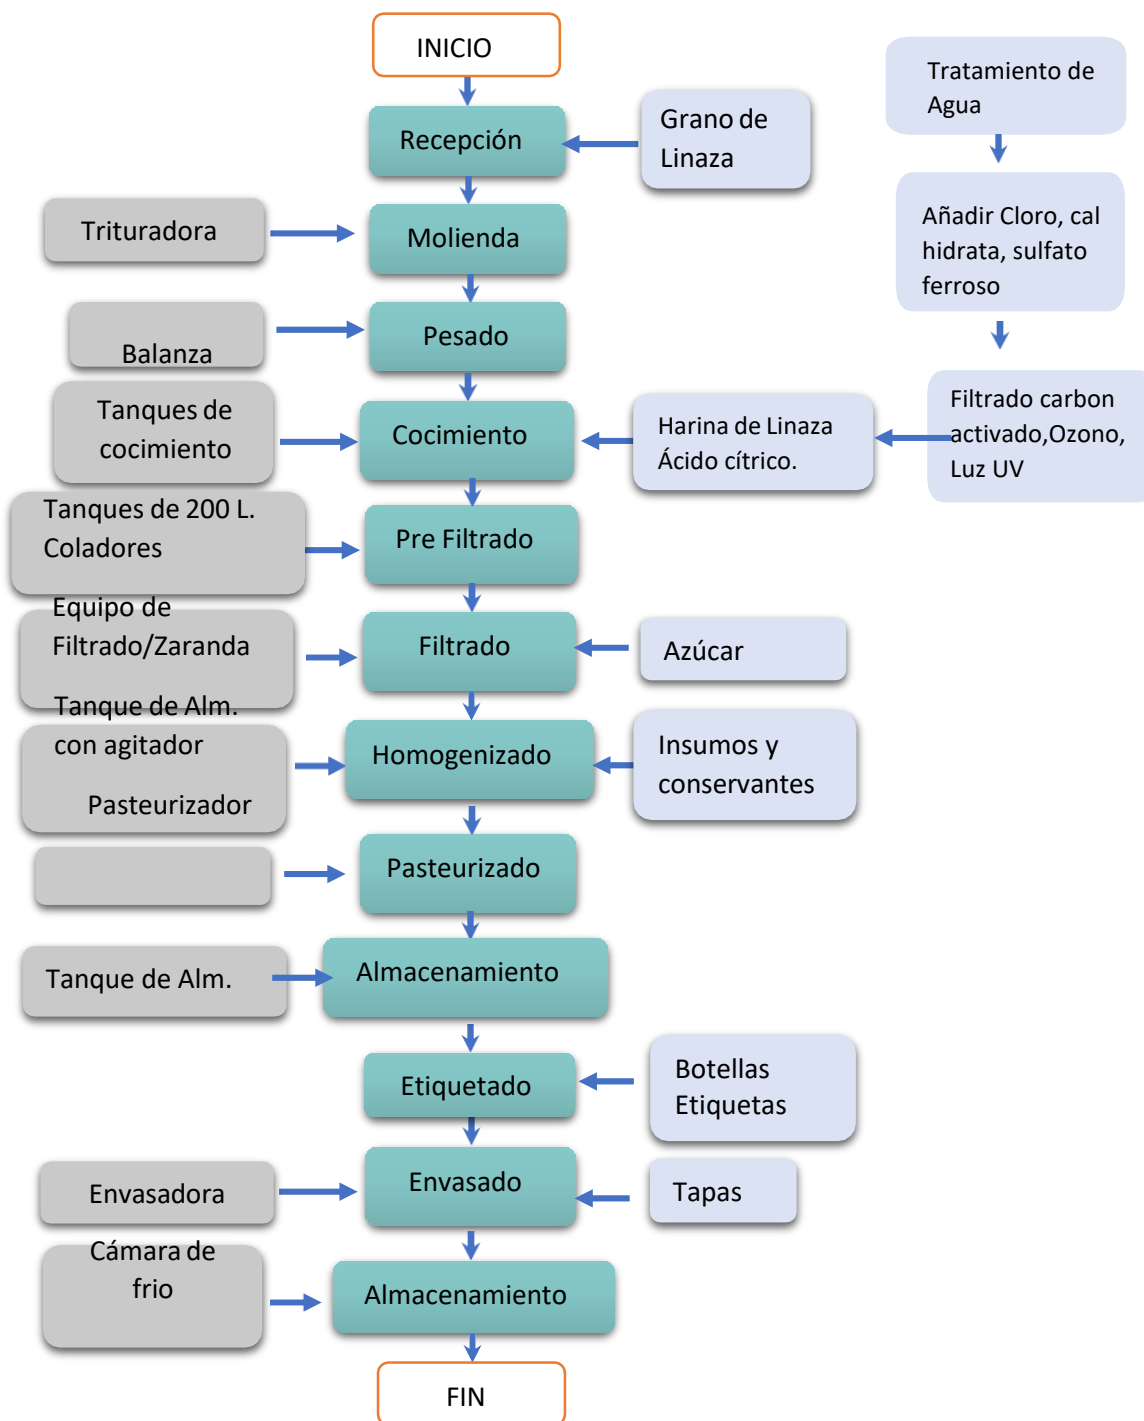 INICIO
Tratamiento de
Agua
Recepción
Grano de
Linaza
Trituradora
Molienda
Añadir Cloro, cal
hidrata, sulfato
ferroso
Balanza
Pesado
Tanques de
cocimiento
Cocimiento
Harina de Linaza
Ácido cítrico.
Filtrado carbon
activado,Ozono,
Luz UV
Tanques de 200 L.
Coladores
Pre Filtrado
Equipo de
Filtrado/Zaranda
Filtrado
Azúcar
Tanque de Alm.
con agitador
Homogenizado
Insumos y
conservantes
Pasteurizador
Pasteurizado
Tanque de Alm.
Almacenamiento
Etiquetado
Botellas
Etiquetas
Envasadora
Envasado
Tapas
Cámara de
frio
Almacenamiento
FIN